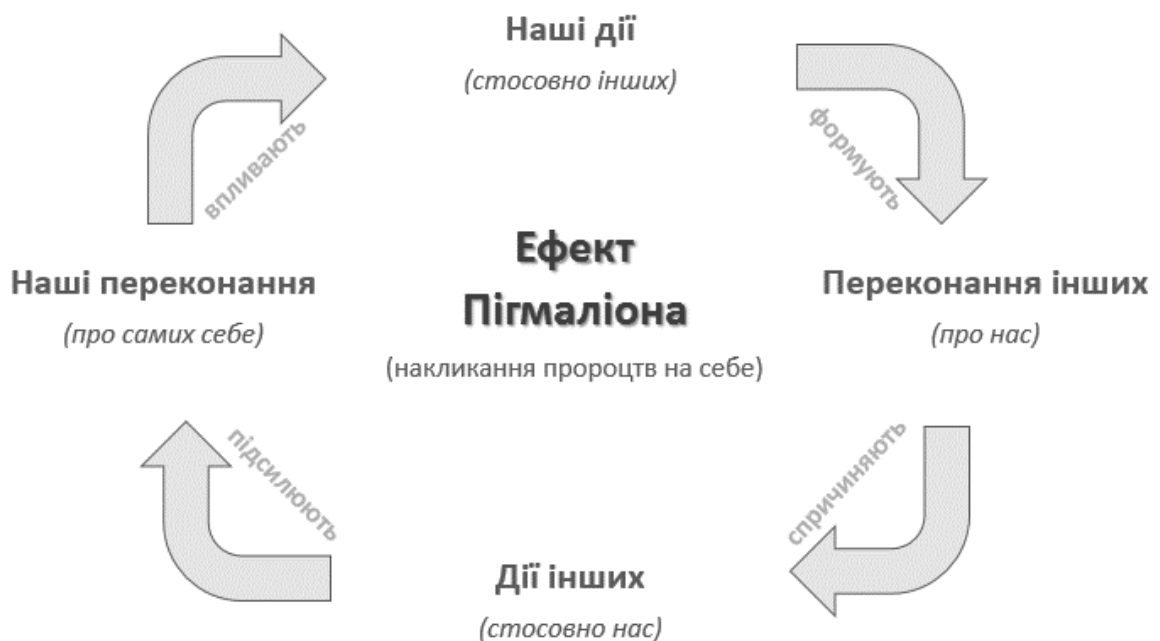 Наші дії
(стосовно інших)
впливають
формують
Ефект
Пігмаліона
(накликання пророцтв на себе)
Наші переконання
(про самих себе)
Переконання інших
(про нас)
підсилюють
спричиняють
Дії інших
(стосовно нас)